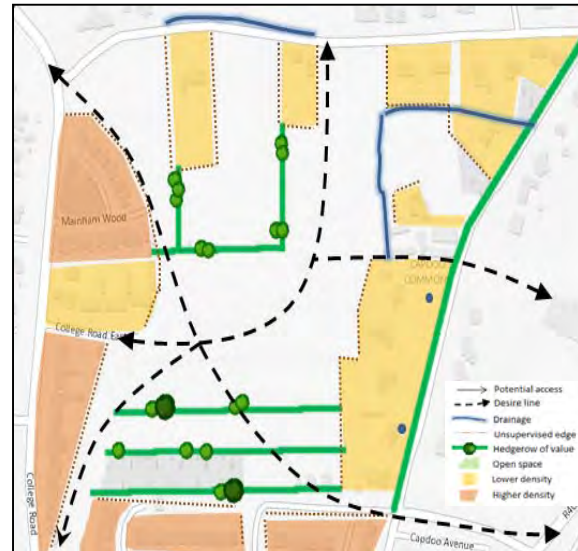 Mainham Wood
CAPDOO
COMMON
College Road East
Potential access
Desire line
Drainage
Unsupervised edge
Hedgerow of value
Open space
Lower density
Higher density
College Road
Capdoo Avenue